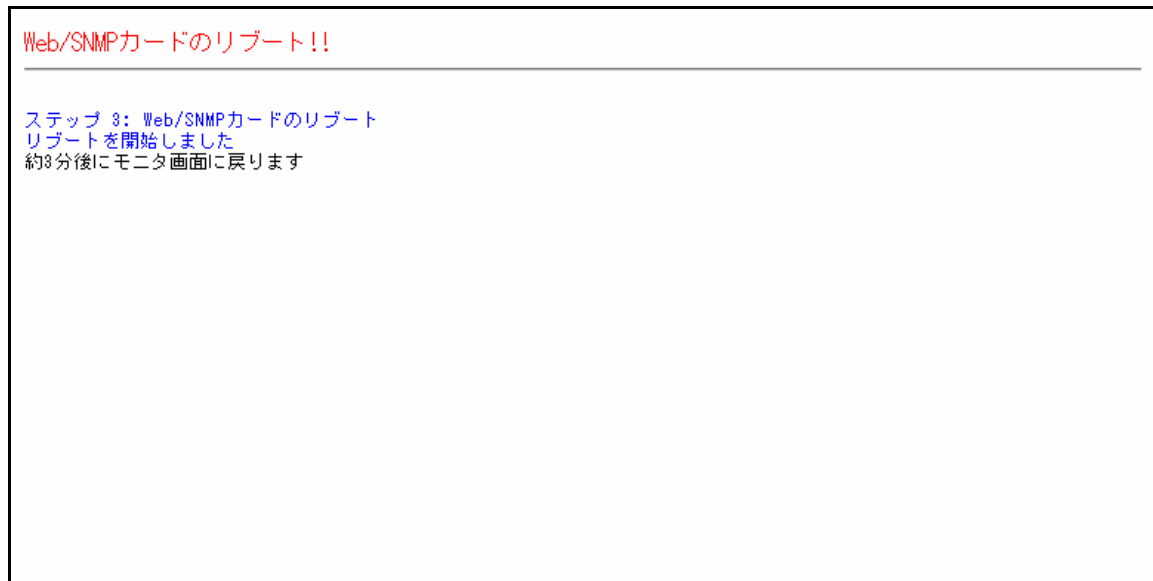 Web/SNMPカードのリブート!!
ステップ 3: Web/SNMPカードのリブート
リブートを開始しました
約3分後にモニタ画面に戻ります